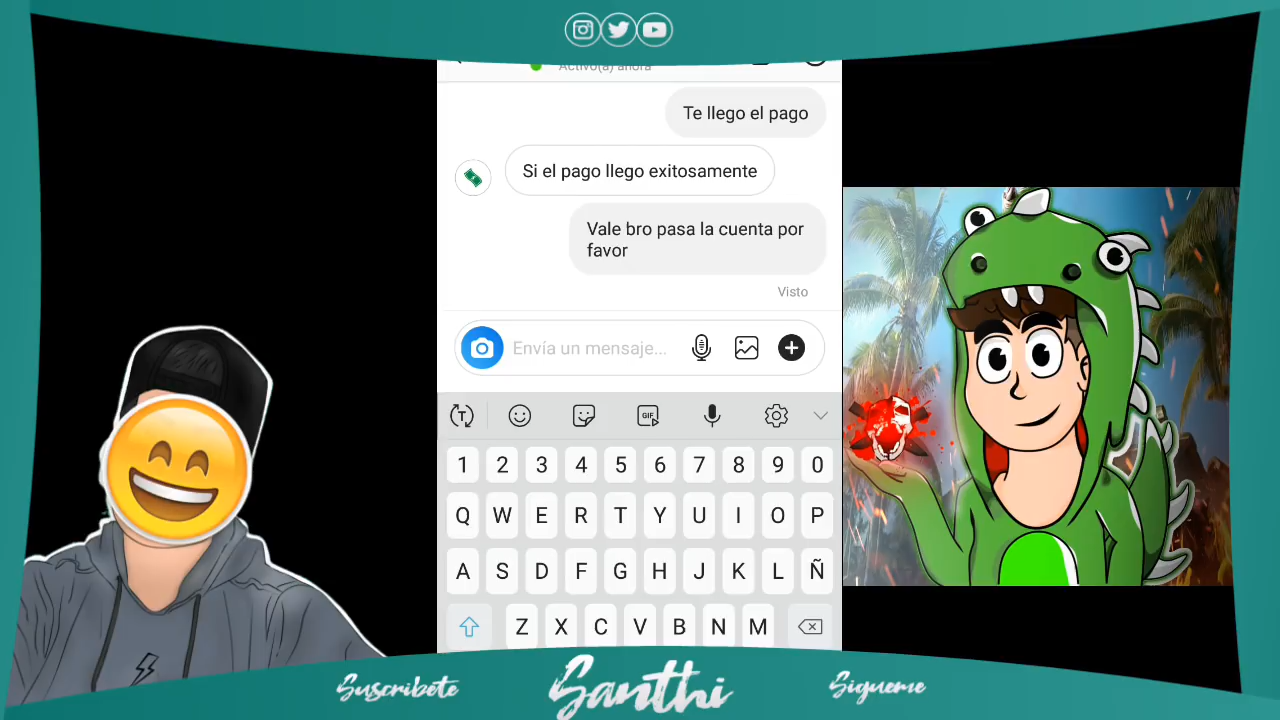 Activo(a) ahora
Te llego el pago
Si el pago llego exitosamente
Vale bro pasa la cuenta por
favor
Visto
Envía un mensaje...
T
GIF
1 2 3 4 5 6 7 8 9 0
Q W E R T Y U I O P
A S D F G H J K L Ñ
Z X C V B N M
Suscribete
Santhi
Sigueme